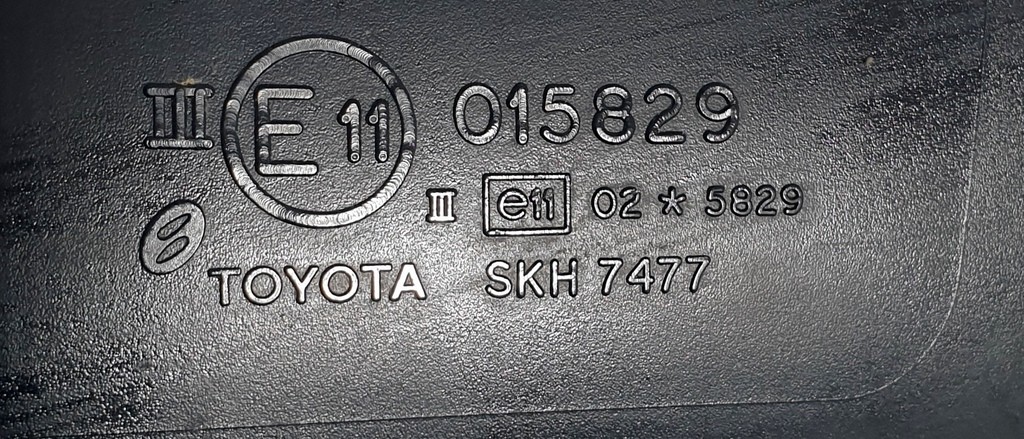 III E 11 015829
III e11 02 * 5829
TOYOTA SKH 7477